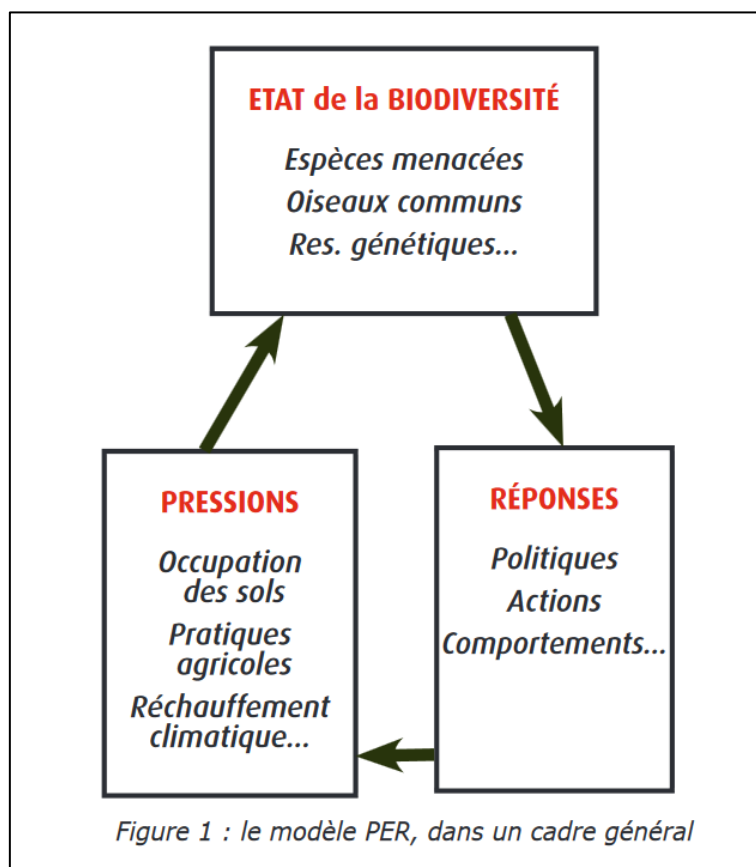 ETAT de la BIODIVERSITÉ
Espèces menacées
Oiseaux communs
Res. génétiques...
PRESSIONS
Occupation
des sols
Pratiques
agricoles
Réchauffement
climatique...
RÉPONSES
Politiques
Actions
Comportements...
Figure 1 : le modèle PER, dans un cadre général